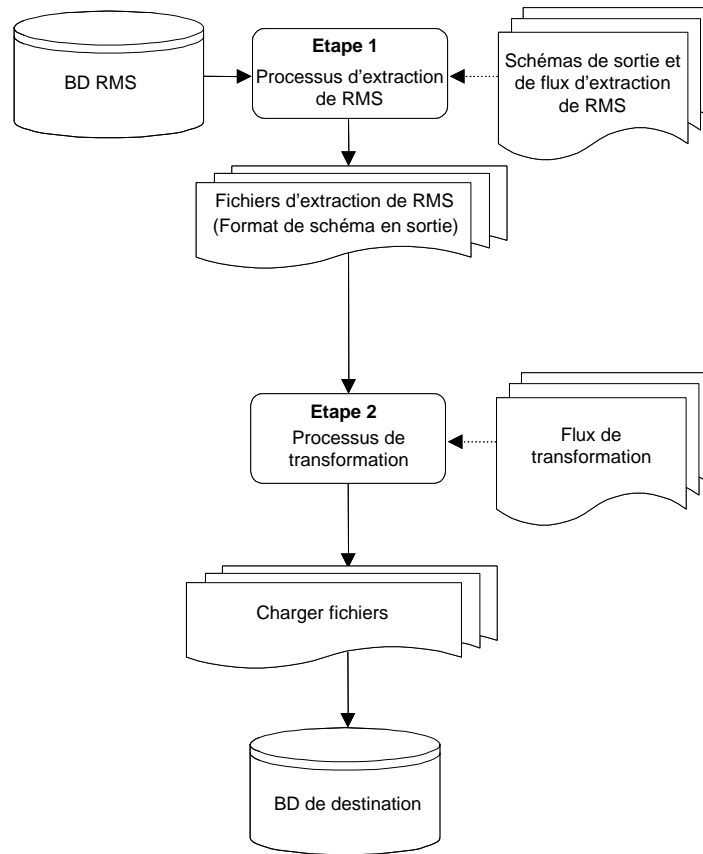 BD RMS
Etape 1
Processus d'extraction
de RMS
Schémas de sortie et
de flux d'extraction
de RMS
Fichiers d'extraction de RMS
(Format de schéma en sortie)
Etape 2
Processus de
transformation
Flux de
transformation
Charger fichiers
BD de destination